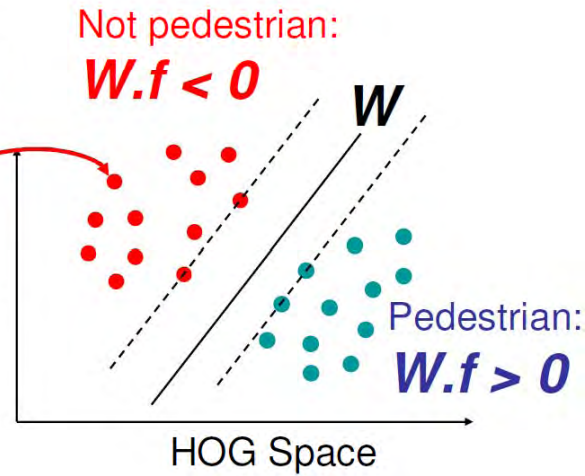 Not pedestrian:
W.f < 0
W
Pedestrian:
W.f > 0
HOG Space